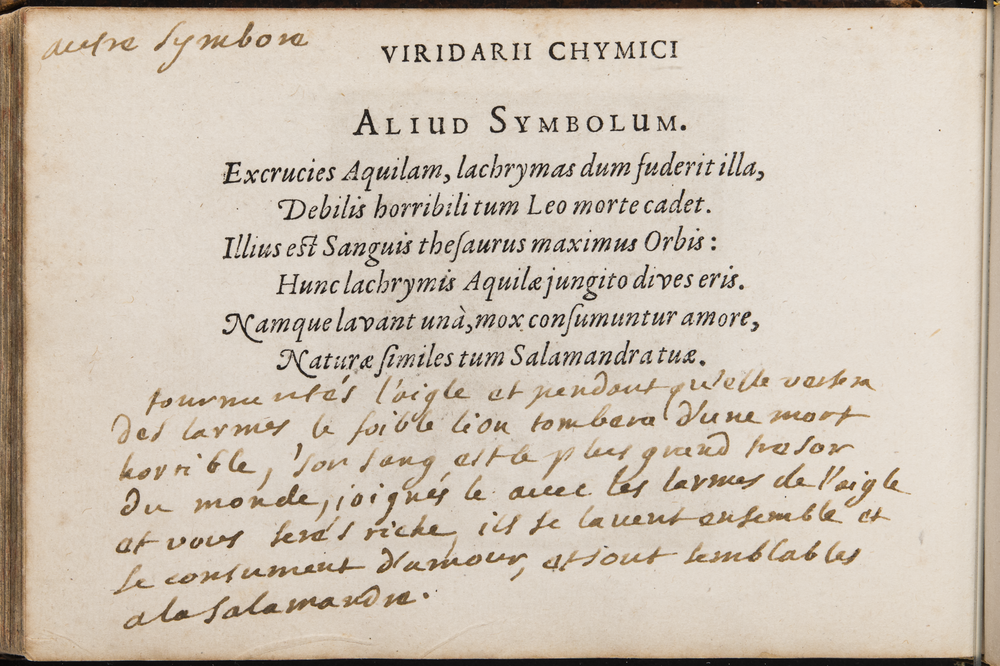 autre Symbole
VIRIDARII CHYMICI
ALIUD SYMBOLUM.
Excrucies Aquilam, lachrymas dum fuderit illa,
Debilis horribili tum Leo morte cadet.
Illius est Sanguis theſaurus maximus Orbis:
Hunc lachrymis Aquilæ jungito dives eris.
Namque lavant unà, mox conſumuntur amore,
Naturæ ſimiles tum Salamandra tuæ.
tourmentés l'aigle et pendant qu'elle versera
des larmes le foible lion tombera d'une mort
horrible, son sang est le plus grand tresor
du monde, joignés le avec les larmes de l'aigle
et vous serés riche, ils se lavent ensemble et
se consument d'amour, et sont semblables
a la salamandre.